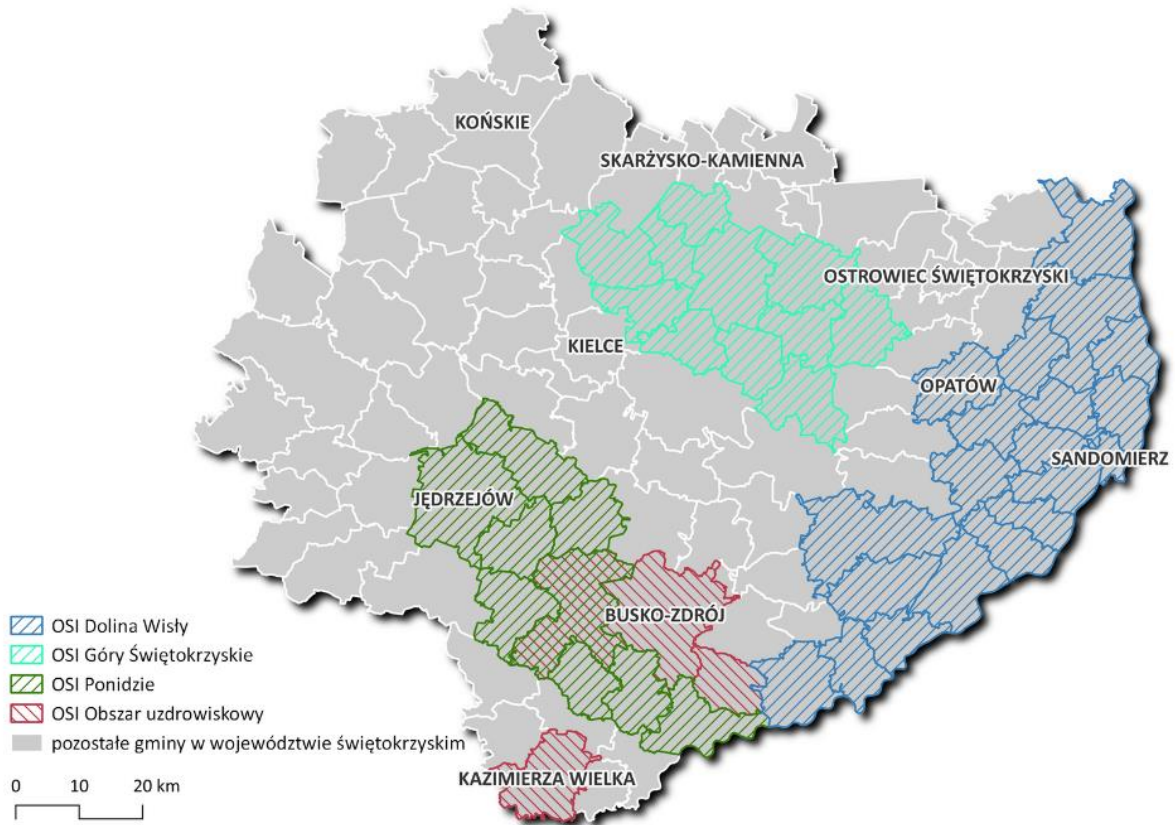 KOŃSKIE
SKARŻYSKO-KAMIENNA
OSTROWIEC ŚWIĘTOKRZYSKI
KIELCE
OPATÓW
SANDOMIERZ
JĘDRZEJÓW
BUSKO-ZDRÓJ
KAZIMIERZA WIELKA
OSI Dolina Wisły
OSI Góry Świętokrzyskie
OSI Ponidzie
OSI Obszar uzdrowiskowy
pozostałe gminy w województwie świętokrzyskim
0 10 20 km